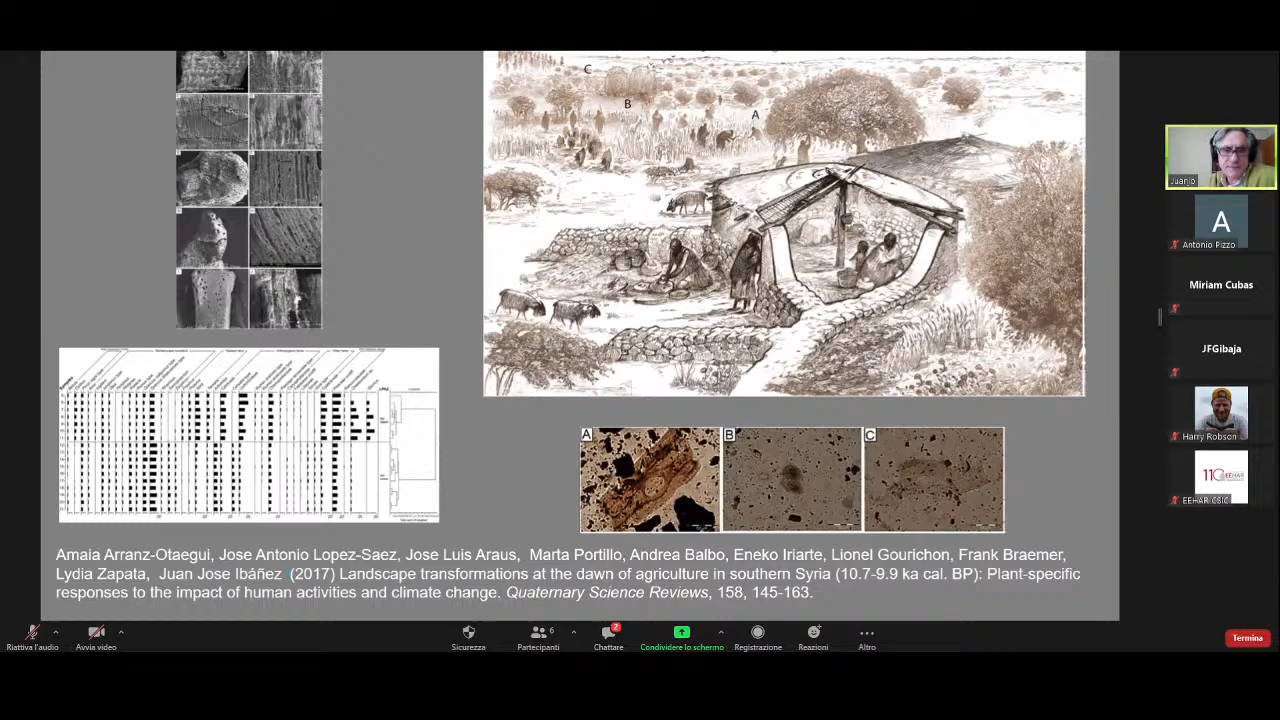 C
B
A
A
B
C
Amaia Arranz-Otaegui, Jose Antonio Lopez-Saez, Jose Luis Araus, Marta Portillo, Andrea Balbo, Eneko Iriarte, Lionel Gourichon, Frank Braemer,
Lydia Zapata, Juan Jose Ibáñez (2017) Landscape transformations at the dawn of agriculture in southern Syria (10.7-9.9 ka cal. BP): Plant-specific
responses to the impact of human activities and climate change. Quaternary Science Reviews, 158, 145-163.
Juanjo
A
Antonio Pizzo
Miriam Cubas
JFGibaja
Harry Robson
110 EEHAR
EEHAR CSIC
Riattiva l'audio
Avvia video
Sicurezza
6
Partecipanti
2
Chattare
Condividere lo schermo
Registrazione
Reazioni
Altro
Termina